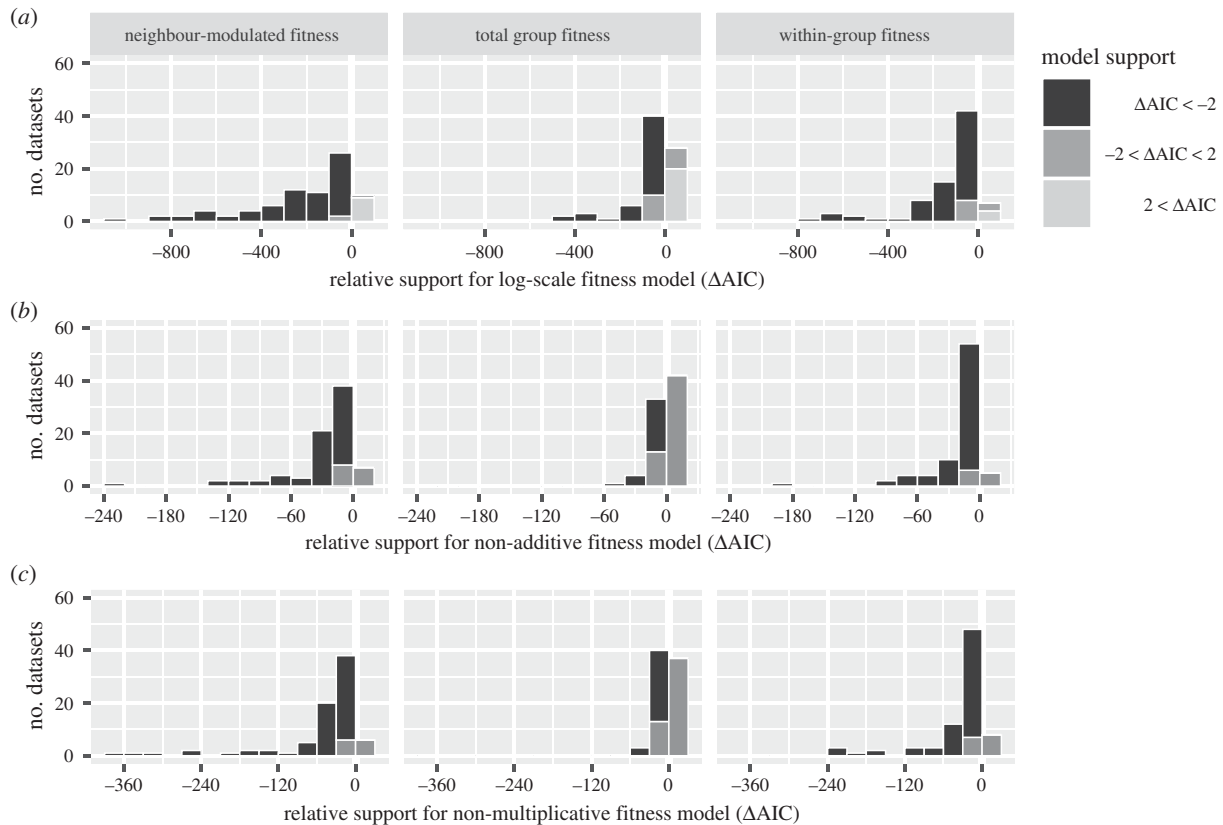 (a)
neighbour-modulated fitness total group fitness within-group fitness
model support
ΔAIC < –2
–2 < ΔAIC < 2
2 < ΔAIC
no. datasets
60
40
20
0
–800 –400 0 –800 –400 0 –800 –400 0
relative support for log-scale fitness model (ΔAIC)
(b)
no. datasets
60
40
20
0
–240 –180 –120 –60 0 –240 –180 –120 –60 0 –240 –180 –120 –60 0
relative support for non-additive fitness model (ΔAIC)
(c)
no. datasets
60
40
20
0
–360 –240 –120 0 –360 –240 –120 0 –360 –240 –120 0
relative support for non-multiplicative fitness model (ΔAIC)